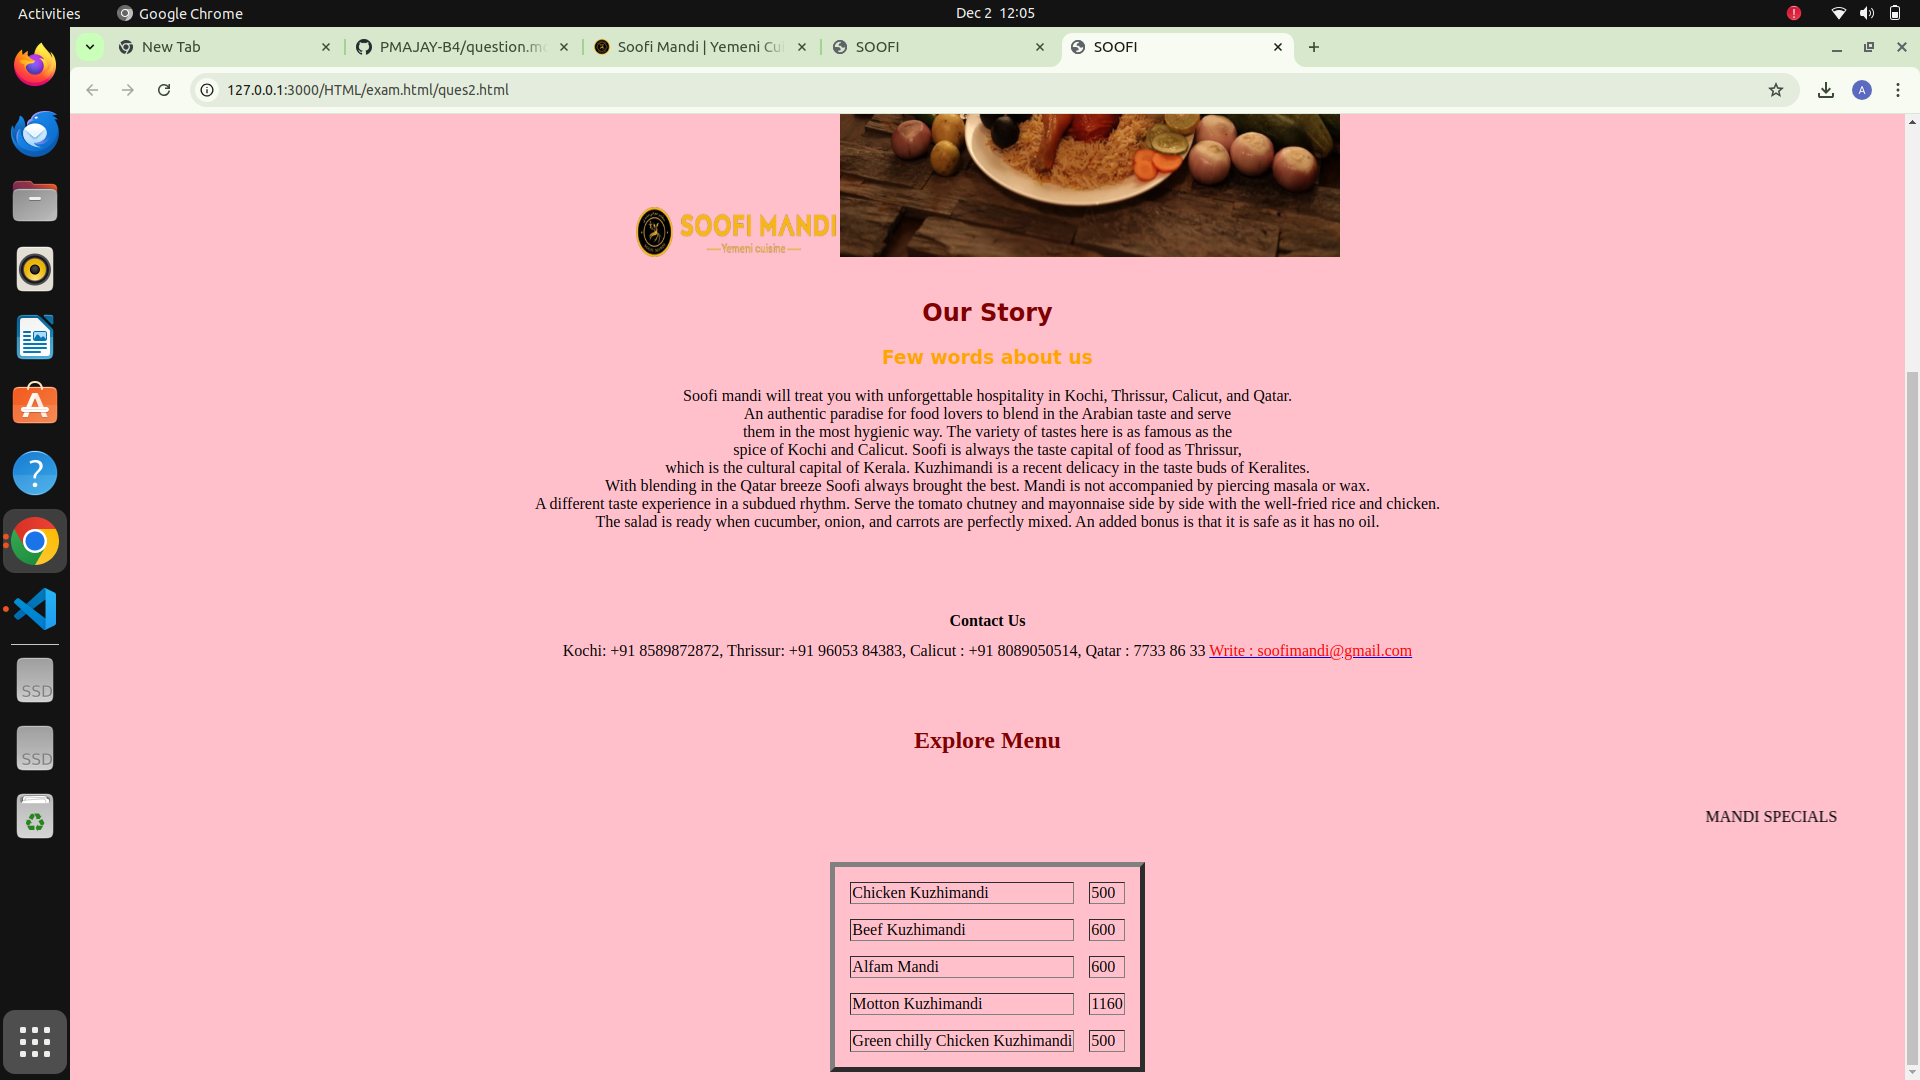 Activities
Google Chrome
Dec 2 12:05
New Tab
PMAJAY-B4/question.m
Soofi Mandi | Yemeni Cu
SOOFI
SOOFI
127.0.0.1:3000/HTML/exam.html/ques2.html
A
SOOFI MANDI
Yemeni cuisine
Our Story
Few words about us
Soofi mandi will treat you with unforgettable hospitality in Kochi, Thrissur, Calicut, and Qatar.
An authentic paradise for food lovers to blend in the Arabian taste and serve
them in the most hygienic way. The variety of tastes here is as famous as the
spice of Kochi and Calicut. Soofi is always the taste capital of food as Thrissur,
which is the cultural capital of Kerala. Kuzhimandi is a recent delicacy in the taste buds of Keralites.
With blending in the Qatar breeze Soofi always brought the best. Mandi is not accompanied by piercing masala or wax.
A different taste experience in a subdued rhythm. Serve the tomato chutney and mayonnaise side by side with the well-fried rice and chicken.
The salad is ready when cucumber, onion, and carrots are perfectly mixed. An added bonus is that it is safe as it has no oil.
Contact Us
Kochi: +91 8589872872, Thrissur: +91 96053 84383, Calicut : +91 8089050514, Qatar : 7733 86 33 Write : soofimandi@gmail.com
Explore Menu
MANDI SPECIALS
Chicken Kuzhimandi 500
Beef Kuzhimandi 600
Alfam Mandi 600
Motton Kuzhimandi 1160
Green chilly Chicken Kuzhimandi 500
SSD
SSD